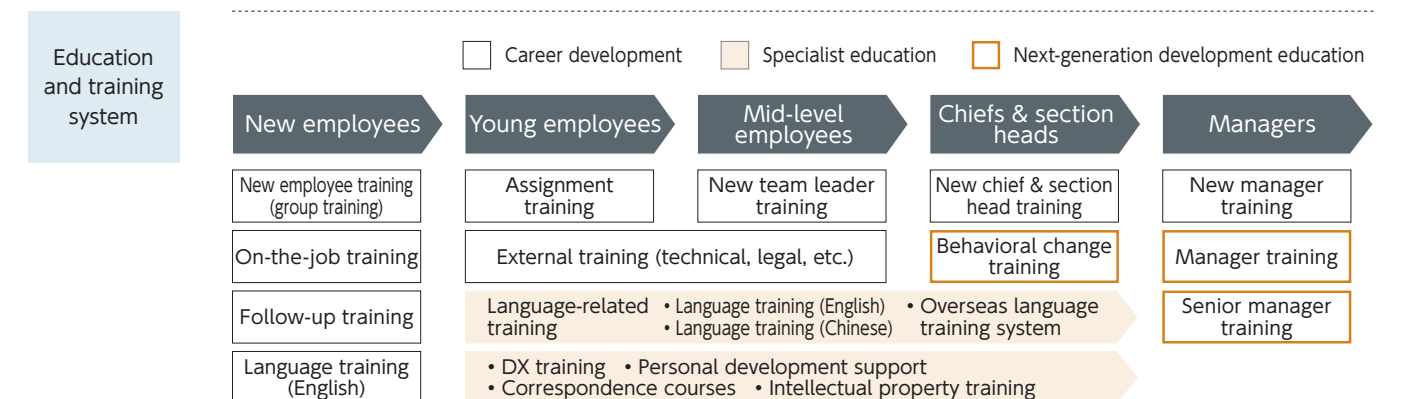 Education
and training
system
Career development
Specialist education
Next-generation development education
New employees
Young employees
Mid-level
employees
Chiefs & section
heads
Managers
New employee training
(group training)
Assignment
training
New team leader
training
New chief & section
head training
New manager
training
On-the-job training
External training (technical, legal, etc.)
Behavioral change
training
Manager training
Follow-up training
Language-related
training
• Language training (English)
• Language training (Chinese)
• Overseas language
training system
Senior manager
training
Language training
(English)
• DX training • Personal development support
• Correspondence courses • Intellectual property training